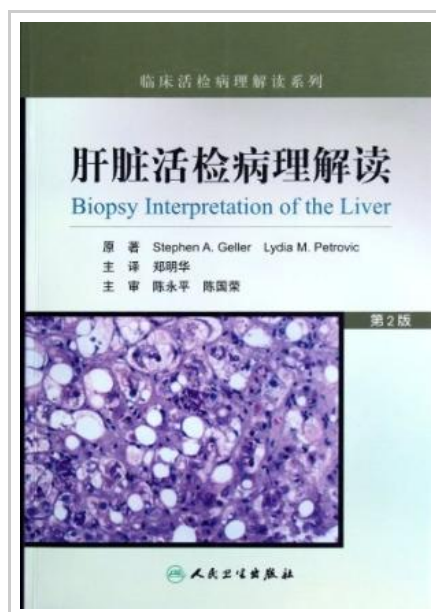 临床活检病理解读系列
肝脏活检病理解读
Biopsy Interpretation of the Liver
原 著 Stephen A. Geller Lydia M. Petrovic
主 译 郑明华
主 审 陈永平 陈国荣
第2版
人民卫生出版社